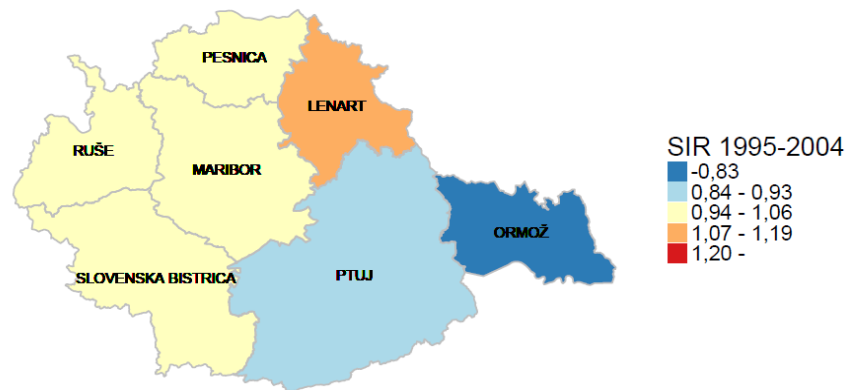 PESNICA
LENART
RUŠE
MARIBOR
ORMOŽ
SLOVENSKA BISTRICA
PTUJ
SIR 1995-2004
-0,83
0,84 - 0,93
0,94 - 1,06
1,07 - 1,19
1,20 -